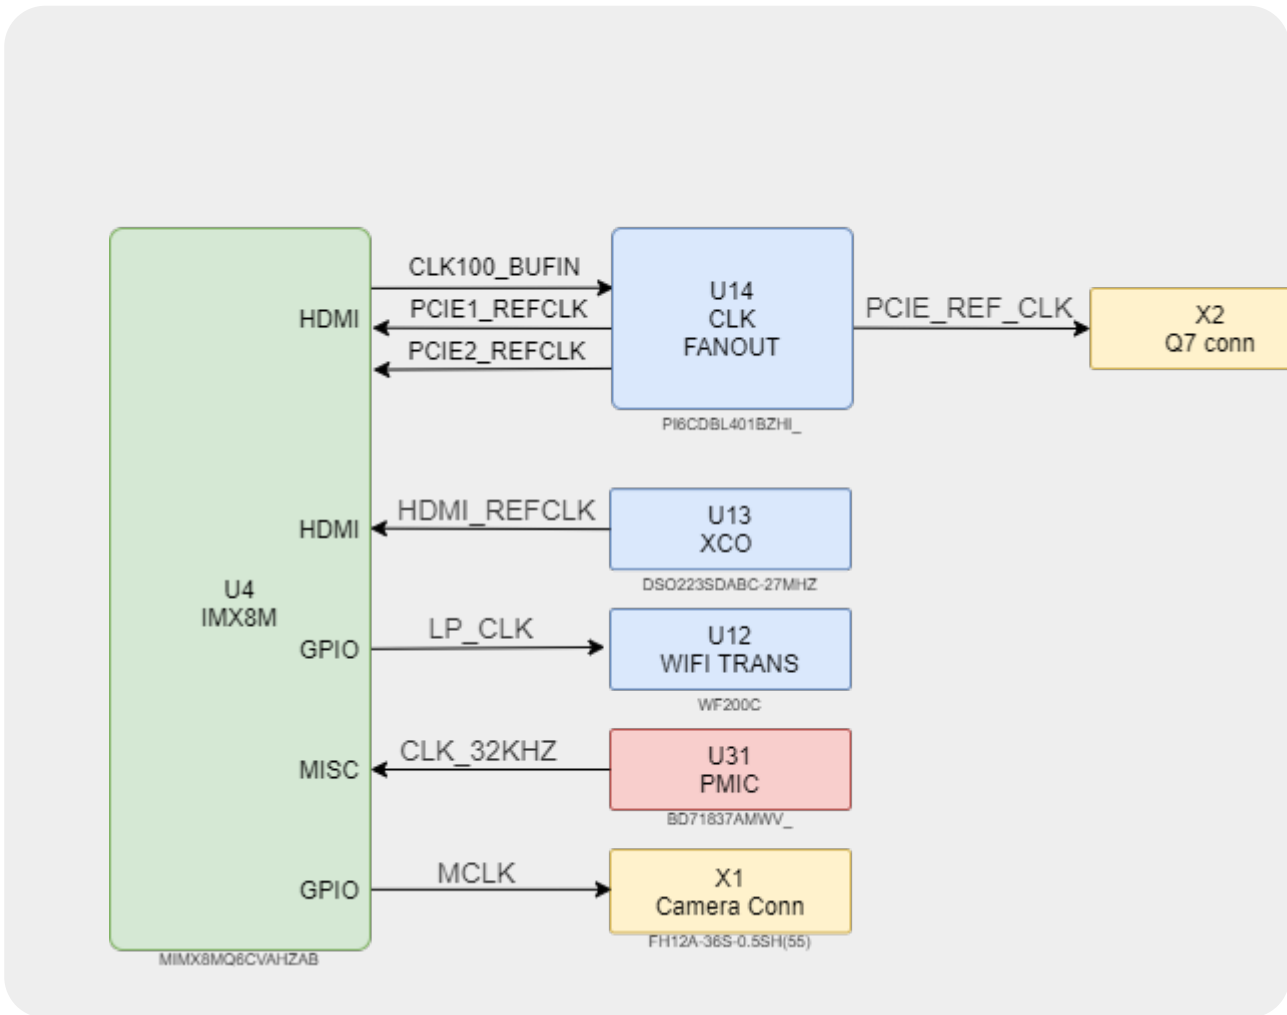 CLK100_BUFIN
HDMI
PCIE1_REFCLK
PCIE2_REFCLK
U14
CLK
FANOUT
PI6CDBL401BZHI_
PCIE_REF_CLK
X2
Q7 conn
HDMI
HDMI_REFCLK
U13
XCO
DSO223SDABC-27MHZ
U4
IMX8M
GPIO
LP_CLK
U12
WIFI TRANS
WF200C
MISC
CLK_32KHZ
U31
PMIC
BD71837AMWV_
GPIO
MCLK
X1
Camera Conn
FH12A-36S-0.5SH(55)
MIMX8MQ6CVAHZAB